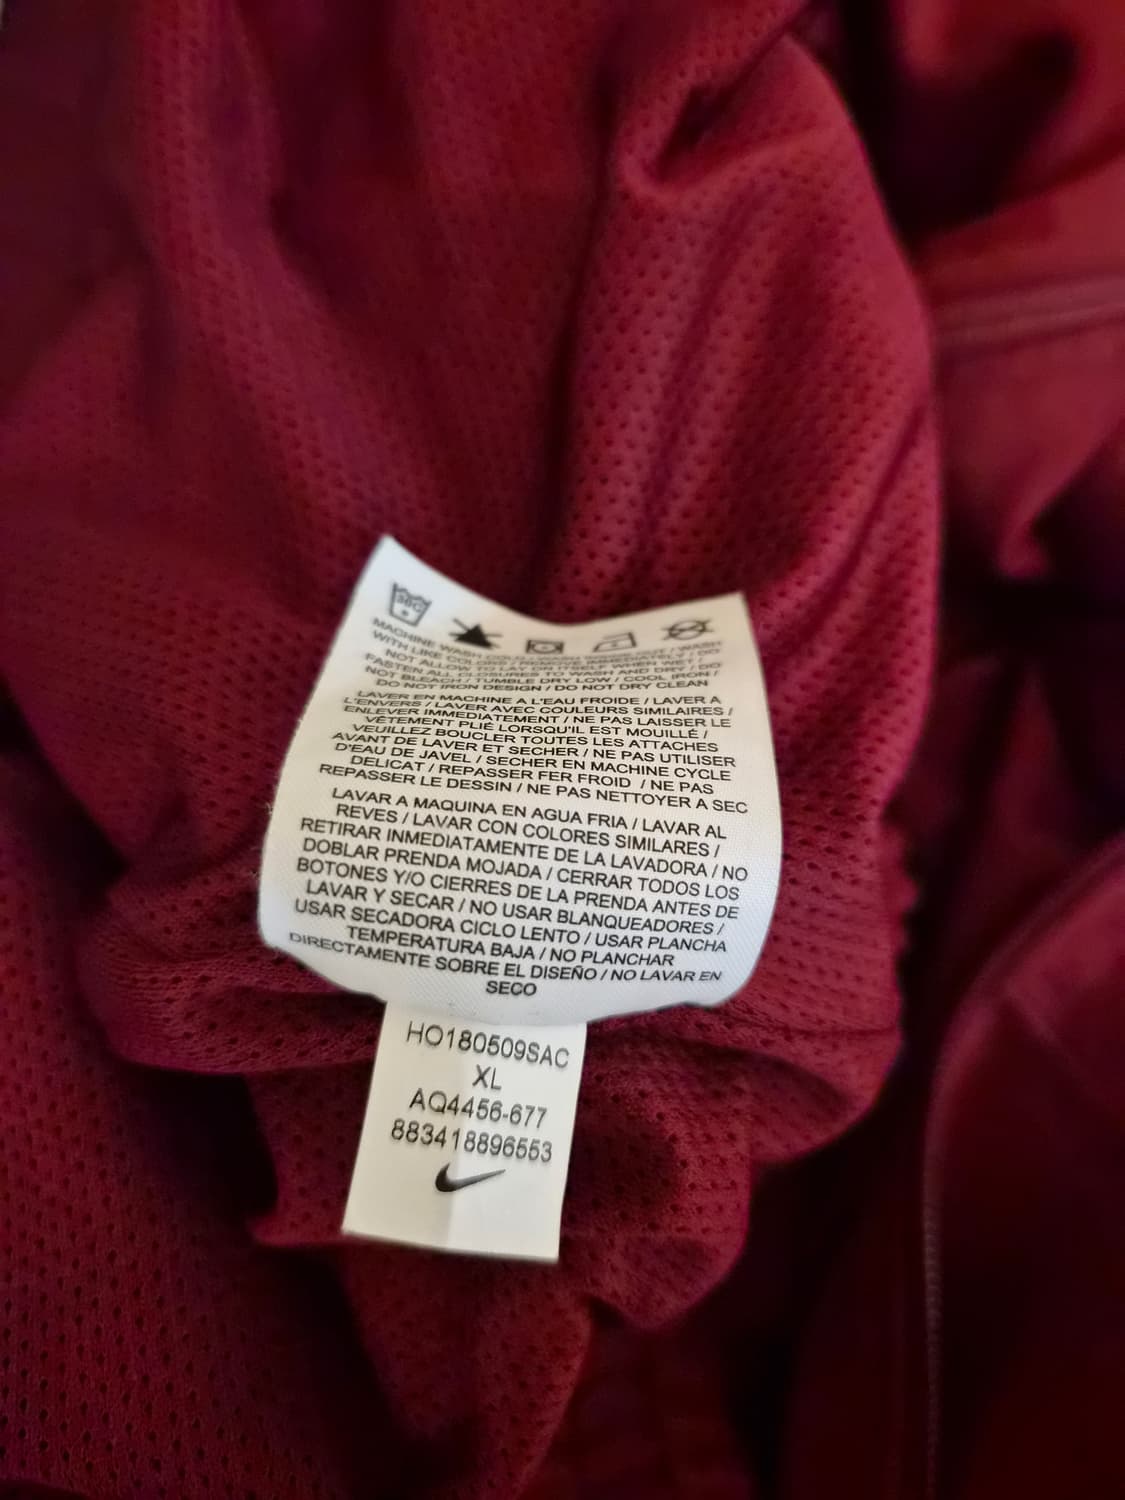 30C
MACHINE WASH COLD / WASH INSIDE OUT / WASH
WITH LIKE COLORS / REMOVE IMMEDIATELY / DO
NOT ALLOW TO LAY ON ITSELF WHEN WET /
FASTEN ALL CLOSURES TO WASH AND DRY / DO
NOT BLEACH / TUMBLE DRY LOW / COOL IRON /
DO NOT IRON DESIGN / DO NOT DRY CLEAN
LAVER EN MACHINE A L'EAU FROIDE / LAVER A
L'ENVERS / LAVER AVEC COULEURS SIMILAIRES /
ENLEVER IMMEDIATEMENT / NE PAS LAISSER LE
VÊTEMENT PLIÉ LORSQU'IL EST MOUILLÉ /
VEUILLEZ BOUCLER TOUTES LES ATTACHES
AVANT DE LAVER ET SECHER / NE PAS UTILISER
D'EAU DE JAVEL / SECHER EN MACHINE CYCLE
DELICAT / REPASSER FER FROID / NE PAS
REPASSER LE DESSIN / NE PAS NETTOYER A SEC
LAVAR A MAQUINA EN AGUA FRIA / LAVAR AL
REVES / LAVAR CON COLORES SIMILARES /
RETIRAR INMEDIATAMENTE DE LA LAVADORA / NO
DOBLAR PRENDA MOJADA / CERRAR TODOS LOS
BOTONES Y/O CIERRES DE LA PRENDA ANTES DE
LAVAR Y SECAR / NO USAR BLANQUEADORES /
USAR SECADORA CICLO LENTO / USAR PLANCHA
TEMPERATURA BAJA / NO PLANCHAR
DIRECTAMENTE SOBRE EL DISEÑO / NO LAVAR EN
SECO
HO180509SAC
XL
AQ4456-677
883418896553